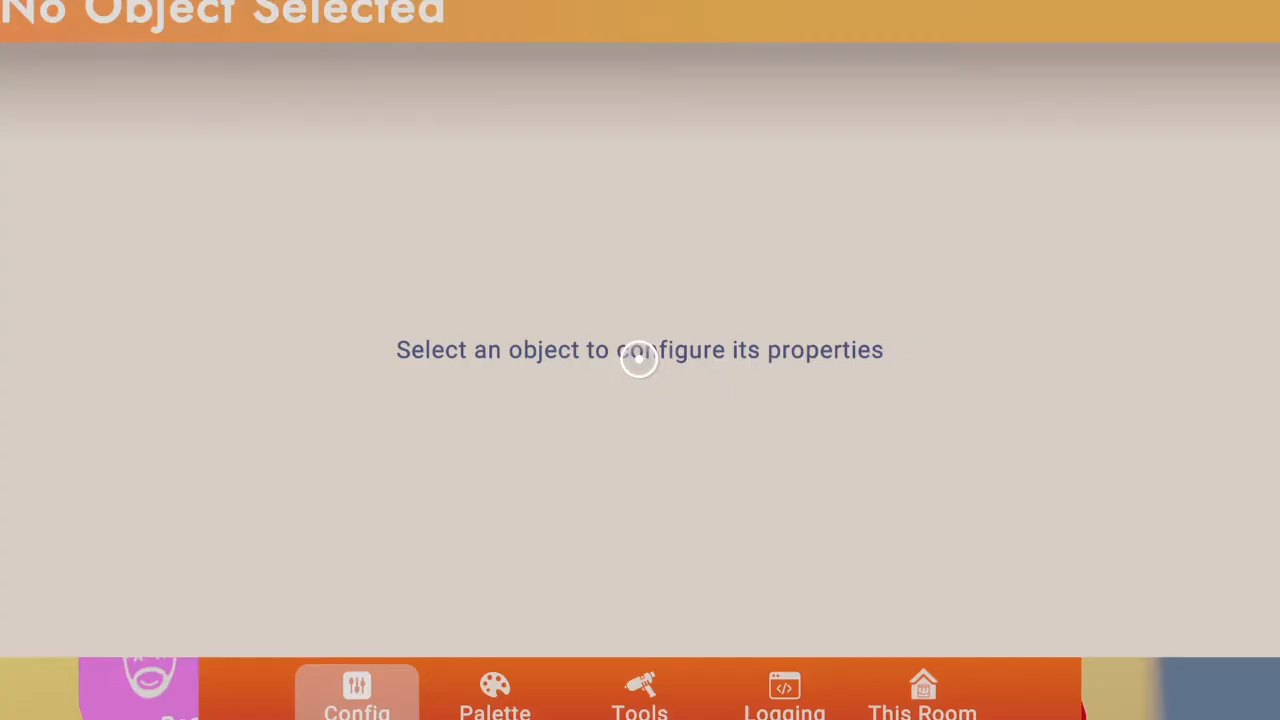 No Object Selected
Select an object to configure its properties
Config
Palette
Tools
Logging
This Room